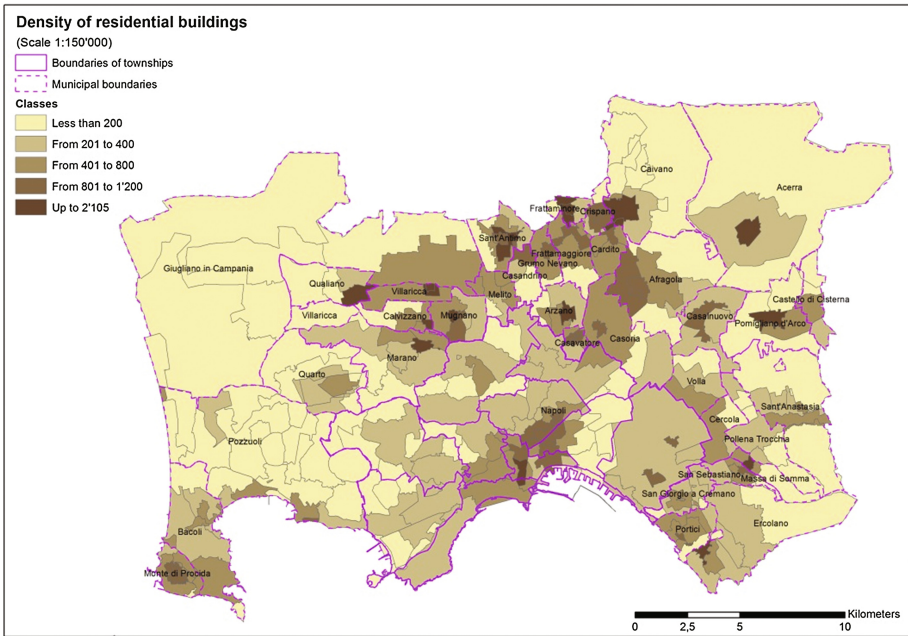 Density of residential buildings
(Scale 1:150'000)
Boundaries of townships
Municipal boundaries
Classes
Less than 200
From 201 to 400
From 401 to 800
From 801 to 1'200
Up to 2'105
Caivano
Acerra
Frattaminore
Crispano
Sant'Antimo
Cardito
Frattamaggiore
Grumo Nevano
Giugliano in Campania
Casandrino
Afragola
Qualiano
Villaricca
Melito
Castello di Cisterna
Villaricca
Calvizzano
Mugnano
Arzano
Casalnuovo
Pomigliano d'Arco
Casavatore
Casoria
Marano
Quarto
Volla
Napoli
Sant'Anastasia
Cercola
Pozzuoli
Pollena Trocchia
San Sebastiano
Massa di Somma
San Giorgio a Cremano
Bacoli
Portici
Ercolano
Monte di Procida
Kilometers
0 2,5 5 10